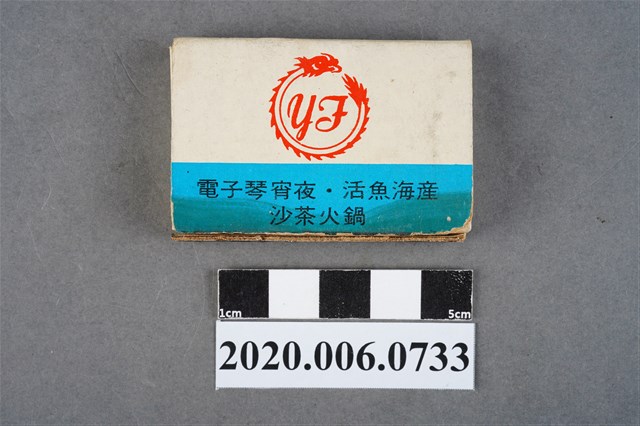 YF
電子琴宵夜・活魚海產
沙茶火鍋
1cm 5cm
2020.006.0733